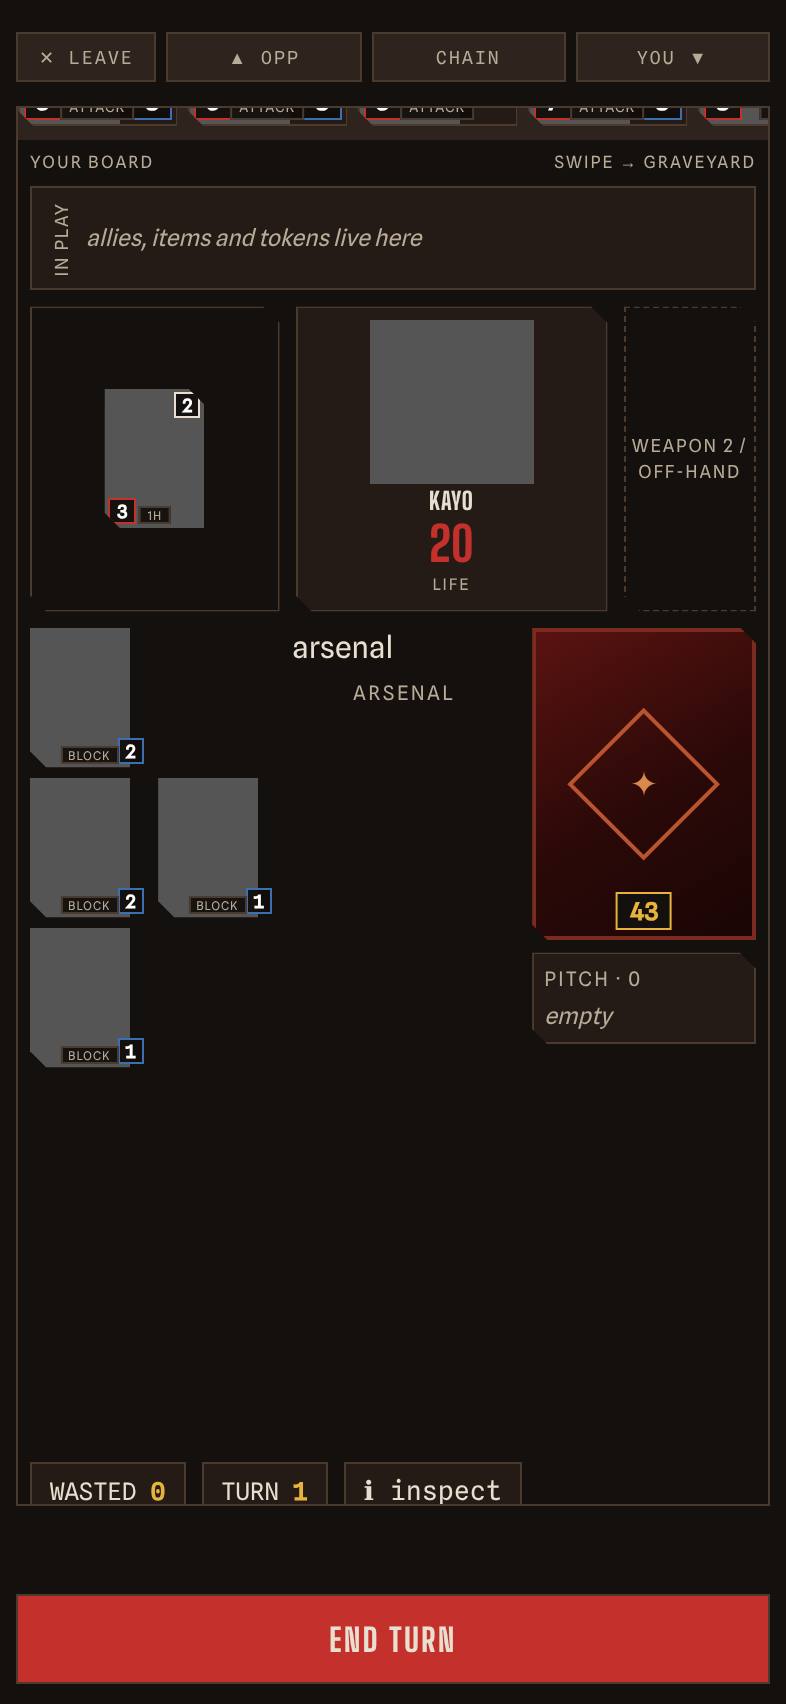 ✕ LEAVE
▲ OPP
CHAIN
YOU ▼
YOUR BOARD
SWIPE → GRAVEYARD
IN PLAY
allies, items and tokens live here
2
3
1H
KAYO
20
LIFE
WEAPON 2 /
OFF-HAND
arsenal
ARSENAL
BLOCK 2
BLOCK 2
BLOCK 1
BLOCK 1
43
PITCH · 0
empty
WASTED 0
TURN 1
i inspect
END TURN